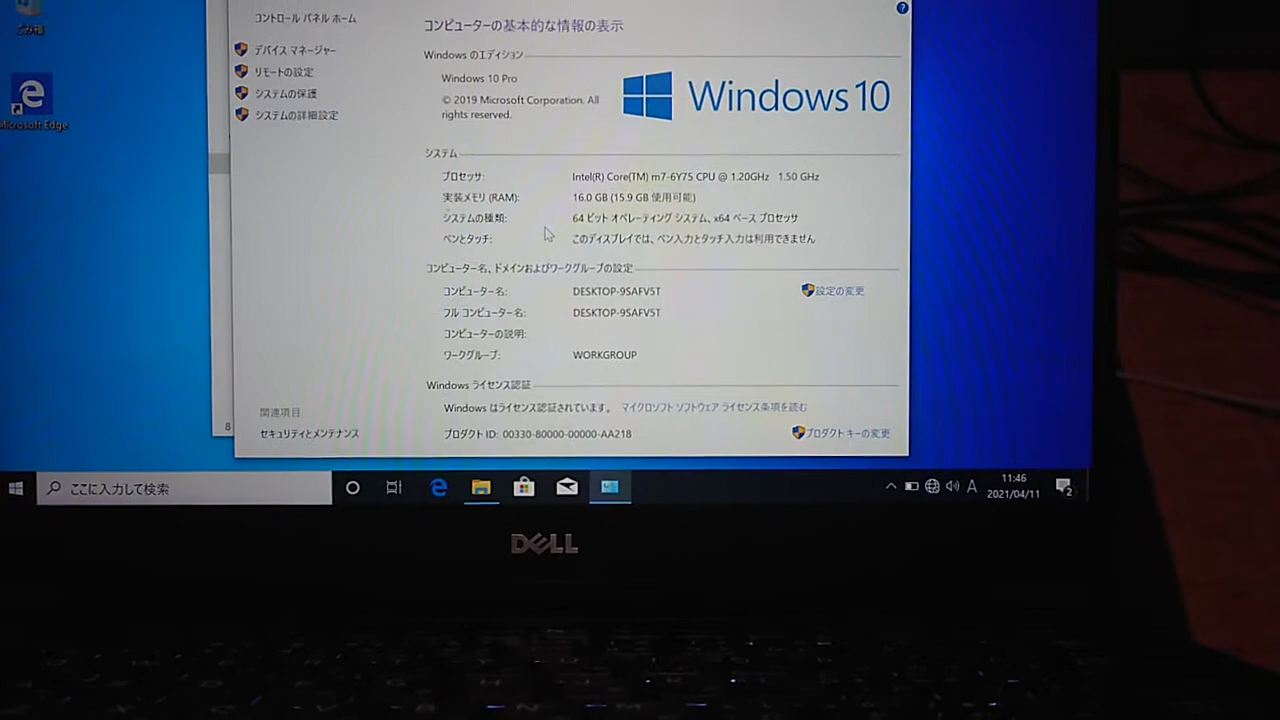 ごみ箱
Microsoft Edge
コントロール パネル ホーム
デバイス マネージャー
リモートの設定
システムの保護
システムの詳細設定
関連項目
セキュリティとメンテナンス
8
コンピューターの基本的な情報の表示
Windows のエディション
Windows 10 Pro
© 2019 Microsoft Corporation. All
rights reserved.
Windows 10
システム
プロセッサ: Intel(R) Core(TM) m7-6Y75 CPU @ 1.20GHz 1.50 GHz
実装メモリ (RAM): 16.0 GB (15.9 GB 使用可能)
システムの種類: 64 ビット オペレーティング システム、x64 ベース プロセッサ
ペンとタッチ: このディスプレイでは、ペン入力とタッチ入力は利用できません
コンピューター名、ドメインおよびワークグループの設定
コンピューター名: DESKTOP-9SAFV5T 設定の変更
フル コンピューター名: DESKTOP-9SAFV5T
コンピューターの説明:
ワークグループ: WORKGROUP
Windows ライセンス認証
Windows はライセンス認証されています。 マイクロソフト ソフトウェア ライセンス条項を読む
プロダクト ID: 00330-80000-00000-AA218 プロダクト キーの変更
ここに入力して検索
A
11:46
2021/04/11
2
DELL